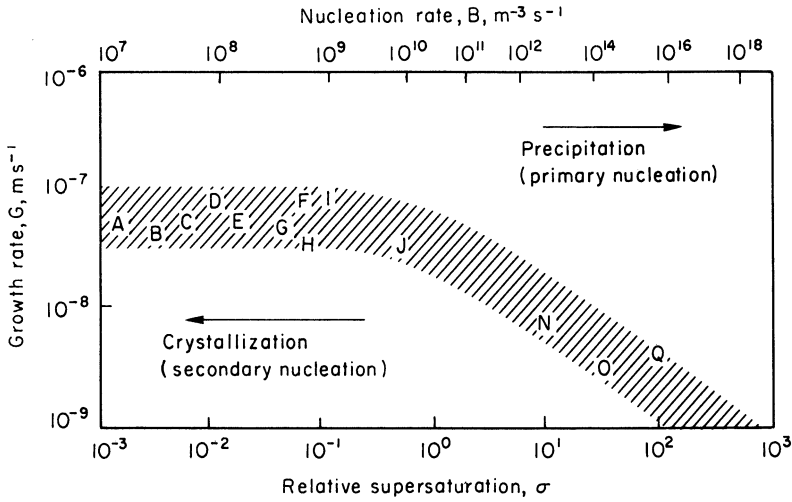 Nucleation rate, B, m⁻³ s⁻¹
10⁷ 10⁸ 10⁹ 10¹⁰ 10¹¹ 10¹² 10¹⁴ 10¹⁶ 10¹⁸
Growth rate, G, m s⁻¹
10⁻⁶
10⁻⁷
10⁻⁸
10⁻⁹
Precipitation
(primary nucleation)
A B C D E F G H I J N O Q
Crystallization
(secondary nucleation)
10⁻³ 10⁻² 10⁻¹ 10⁰ 10¹ 10² 10³
Relative supersaturation, σ